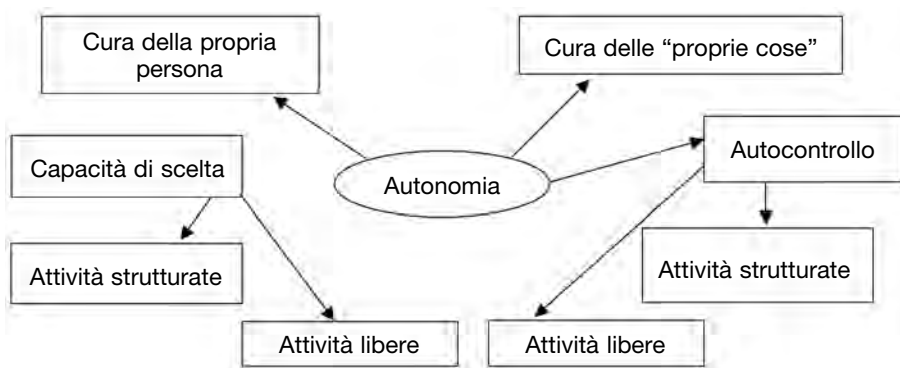 Cura della propria
persona
Cura delle “proprie cose”
Capacità di scelta
Autonomia
Autocontrollo
Attività strutturate
Attività strutturate
Attività libere
Attività libere